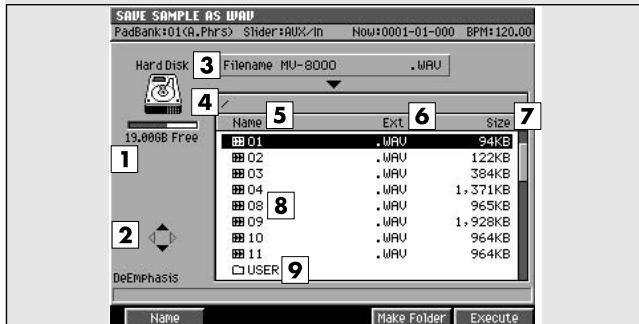 SAVE SAMPLE AS WAV
PadBank:01(A.Phrs) Slider:AUX/In Now:0001-01-000 BPM:120.00
Hard Disk
3
Filename MV-8000 .WAV
4
/
5
6
7
Name Ext Size
19.00GB Free
1
01 .WAV 94KB
02 .WAV 122KB
03 .WAV 384KB
04 .WAV 1,371KB
8
08 .WAV 965KB
2
09 .WAV 1,928KB
10 .WAV 964KB
11 .WAV 964KB
USER
9
DeEmphasis
Name Make Folder Execute